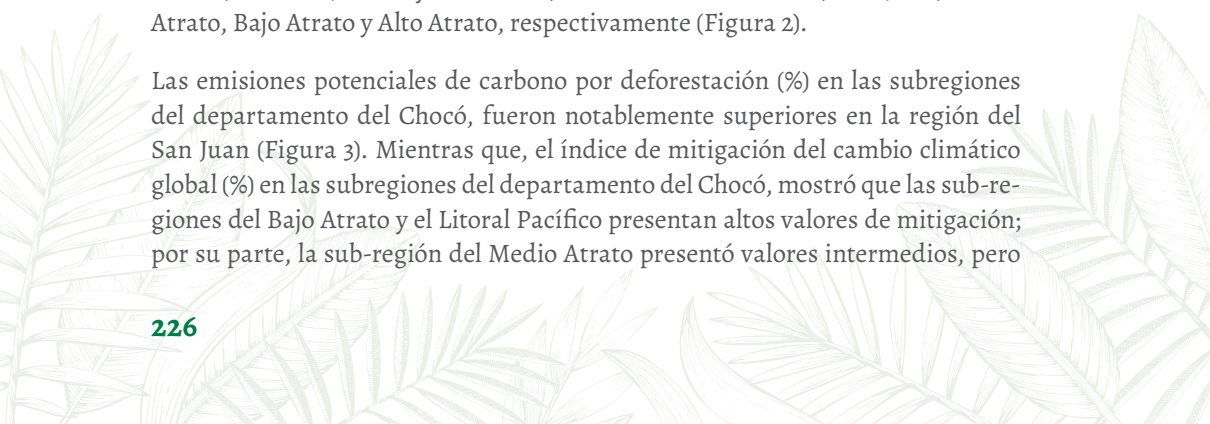 Atrato, Bajo Atrato y Alto Atrato, respectivamente (Figura 2).
Las emisiones potenciales de carbono por deforestación (%) en las subregiones
del departamento del Chocó, fueron notablemente superiores en la región del
San Juan (Figura 3). Mientras que, el índice de mitigación del cambio climático
global (%) en las subregiones del departamento del Chocó, mostró que las sub-re-
giones del Bajo Atrato y el Litoral Pacífico presentan altos valores de mitigación;
por su parte, la sub-región del Medio Atrato presentó valores intermedios, pero
226